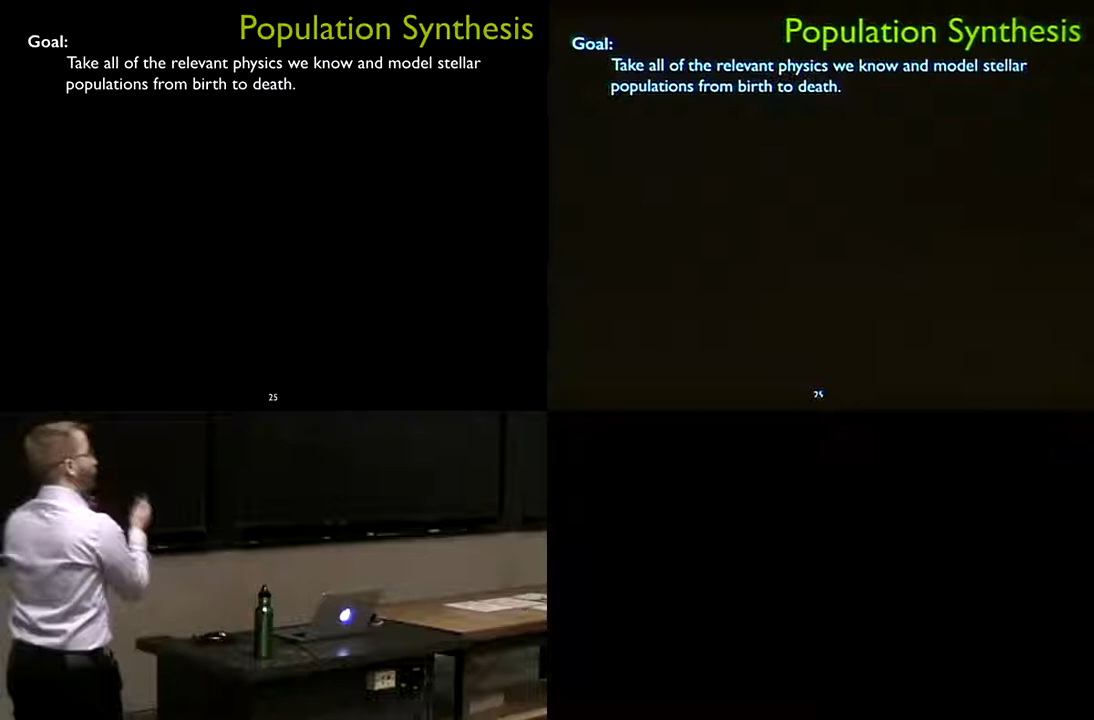 Population Synthesis
Goal:
Take all of the relevant physics we know and model stellar
populations from birth to death.
25
Population Synthesis
Goal:
Take all of the relevant physics we know and model stellar
populations from birth to death.
25